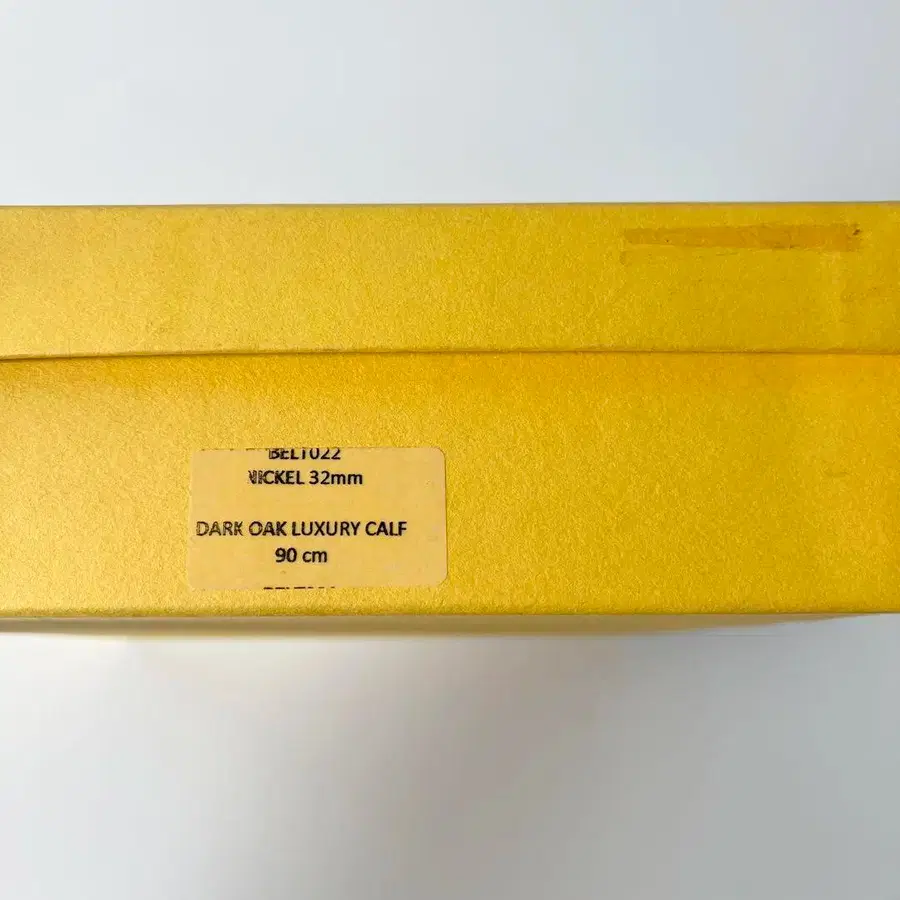 BELT022
NICKEL 32mm
DARK OAK LUXURY CALF
90 cm